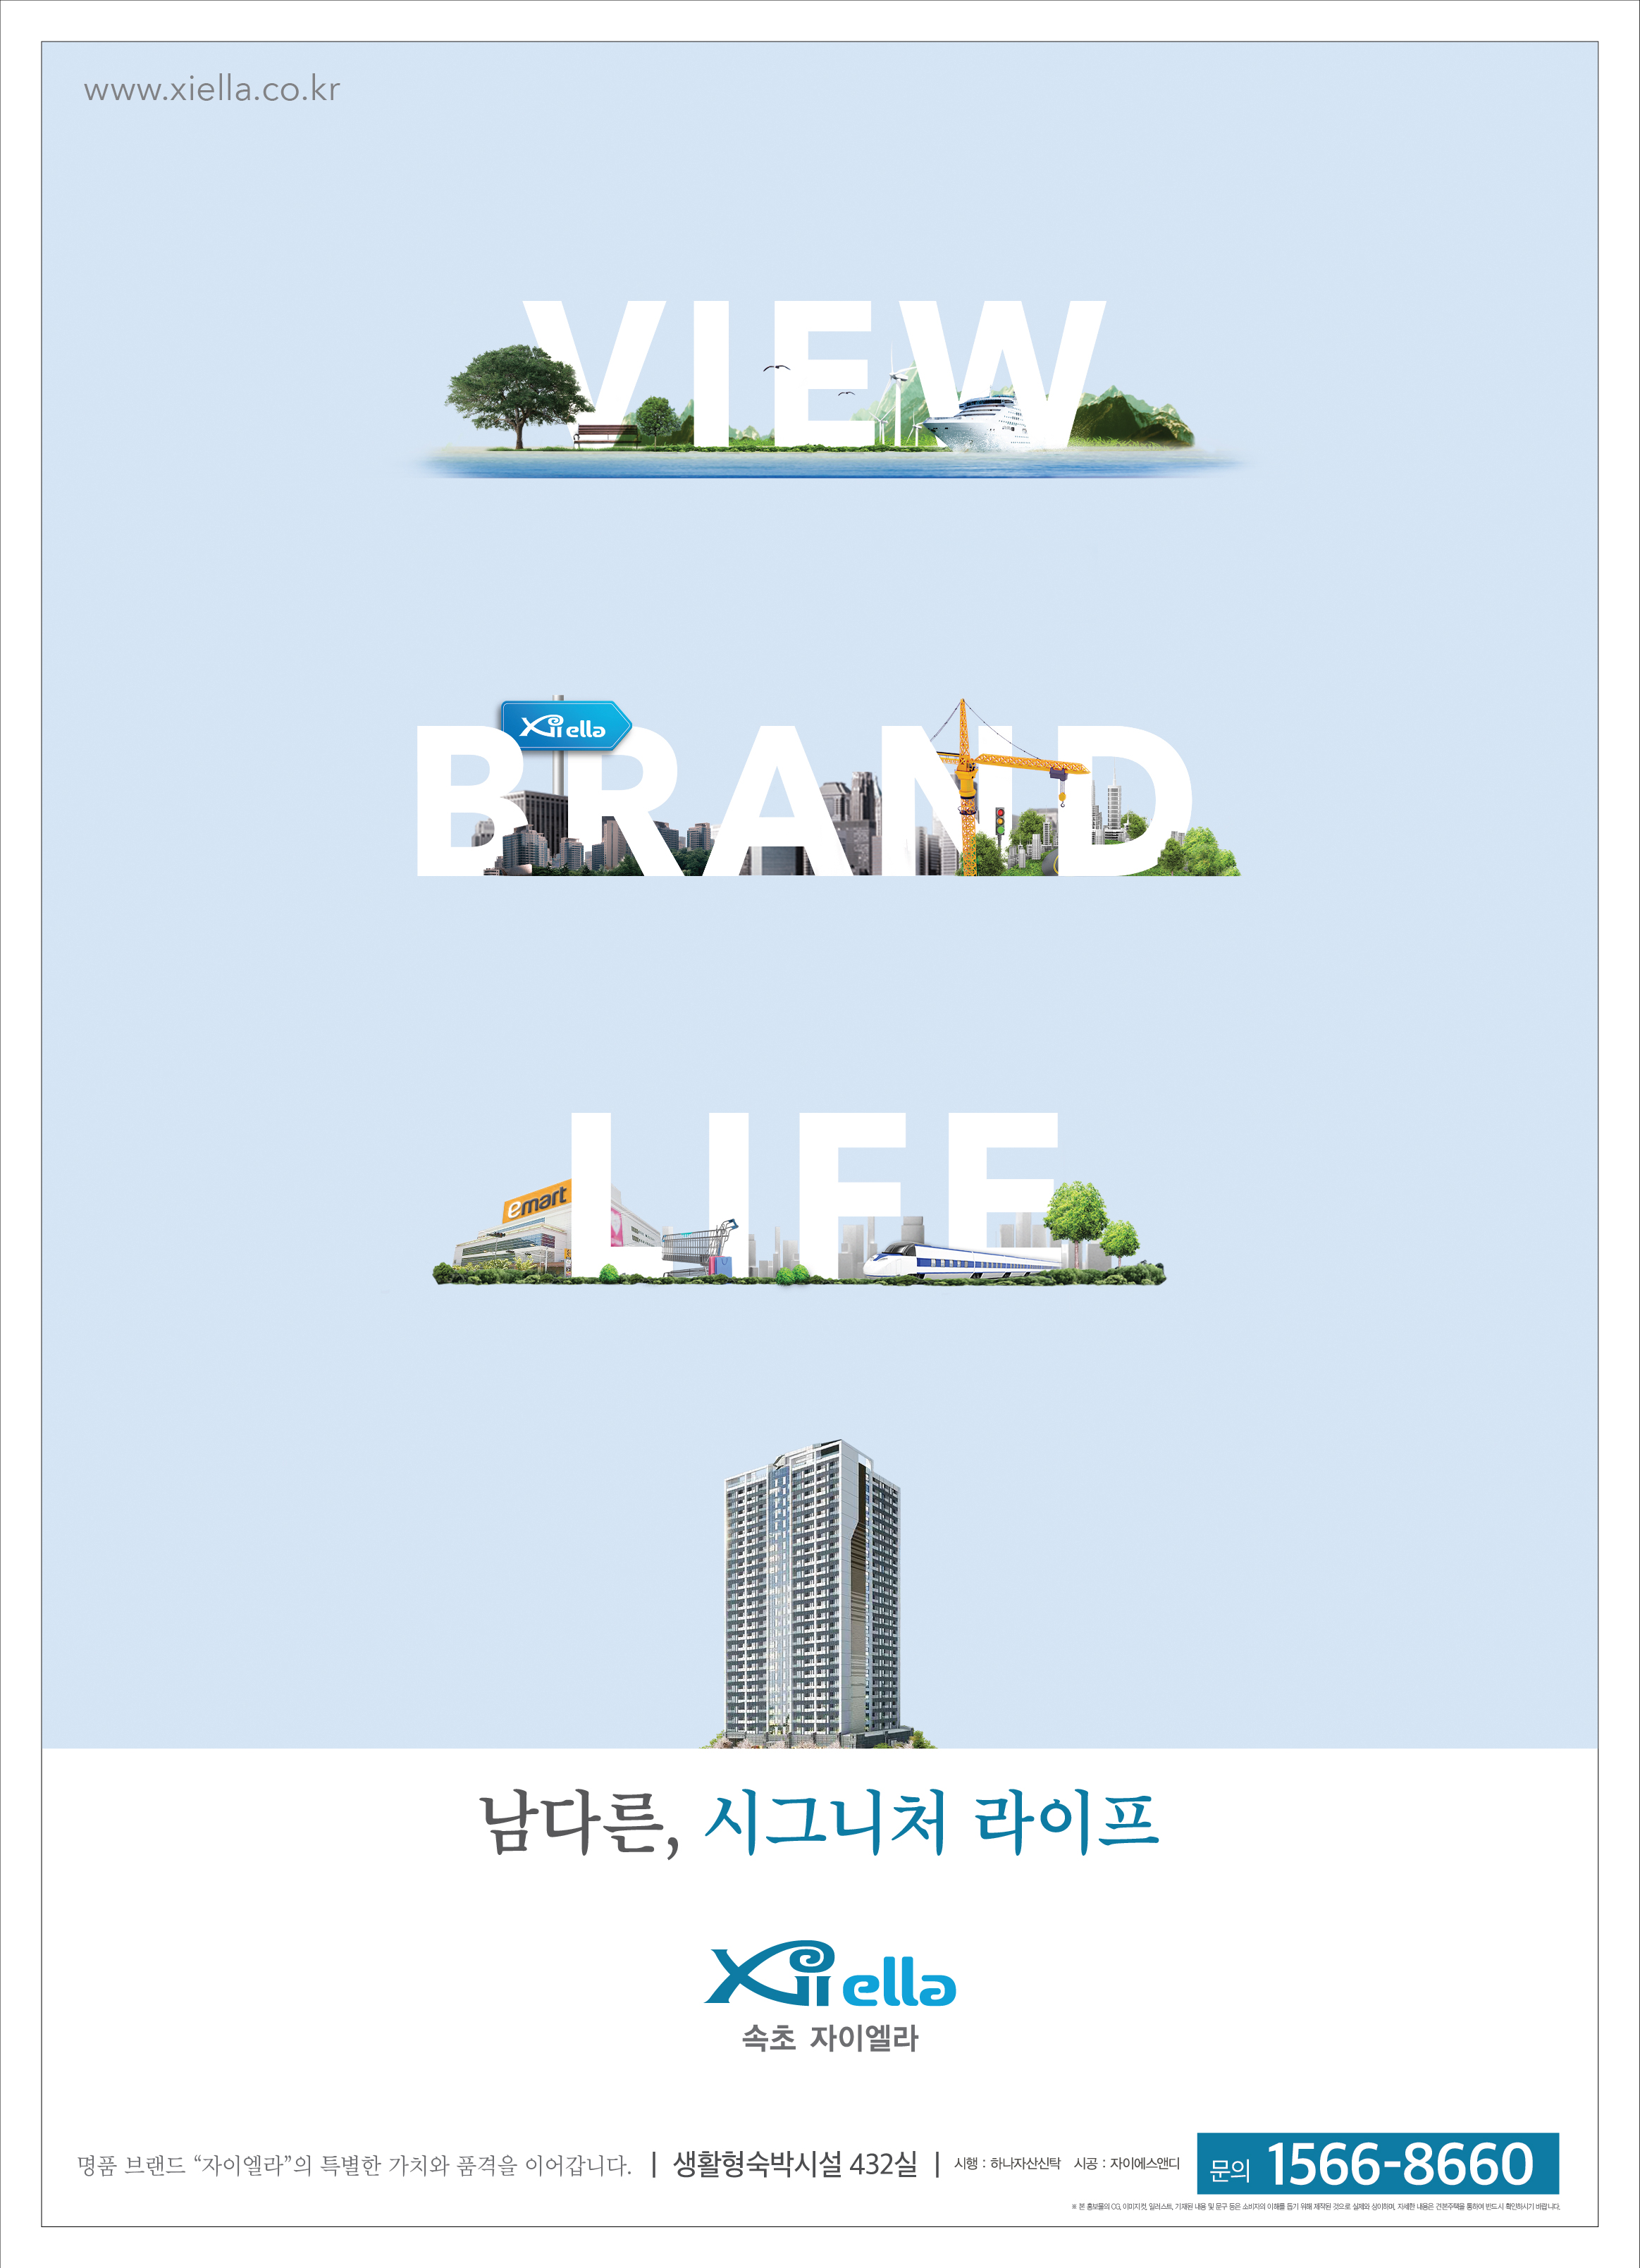 www.xiella.co.kr
VIEW
Xi ella
BRAND
emart
LIFE
남다른, 시그니처 라이프
Xi ella
속초 자이엘라
명품 브랜드 “자이엘라”의 특별한 가치와 품격을 이어갑니다. | 생활형숙박시설 432실 | 시행 : 하나자산신탁 시공 : 자이에스앤디 문의 1566-8660
※ 본 홍보물의 CG, 이미지컷, 일러스트, 기재된 내용 및 문구 등은 소비자의 이해를 돕기 위해 제작된 것으로 실제와 상이하며, 자세한 내용은 견본주택을 통하여 반드시 확인하시기 바랍니다.